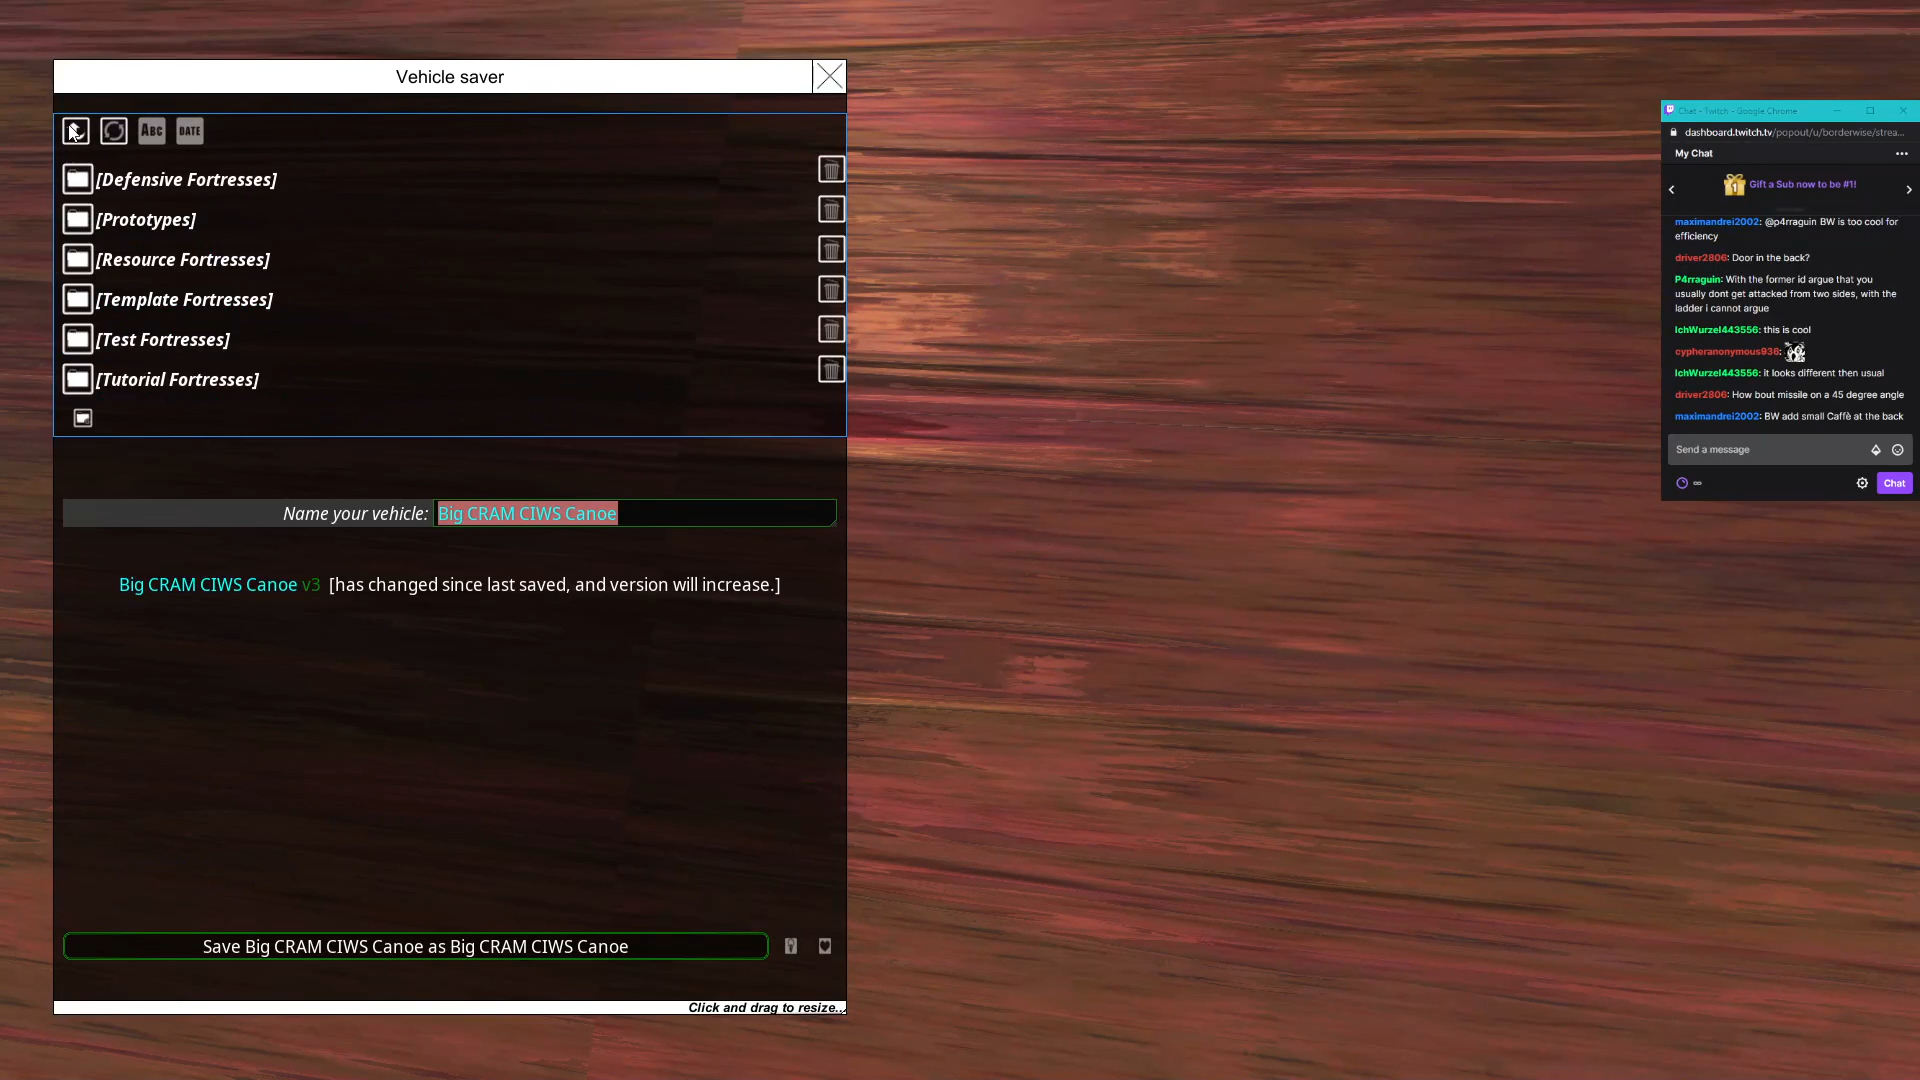 Vehicle saver
ABC
DATE
[Defensive Fortresses]
[Prototypes]
[Resource Fortresses]
[Template Fortresses]
[Test Fortresses]
[Tutorial Fortresses]
Name your vehicle: Big CRAM CIWS Canoe
Big CRAM CIWS Canoe v3 [has changed since last saved, and version will increase.]
Save Big CRAM CIWS Canoe as Big CRAM CIWS Canoe
Click and drag to resize...
Chat - Twitch - Google Chrome
dashboard.twitch.tv/popout/u/borderwise/strea...
My Chat
1
Gift a Sub now to be #1!
maximandrei2002: @p4rraguin BW is too cool for
efficiency
driver2806: Door in the back?
P4rraguin: With the former id argue that you
usually dont get attacked from two sides, with the
ladder i cannot argue
IchWurzel443556: this is cool
cypheranonymous936:
IchWurzel443556: it looks different then usual
driver2806: How bout missile on a 45 degree angle
maximandrei2002: BW add small Caffè at the back
Send a message
∞
Chat